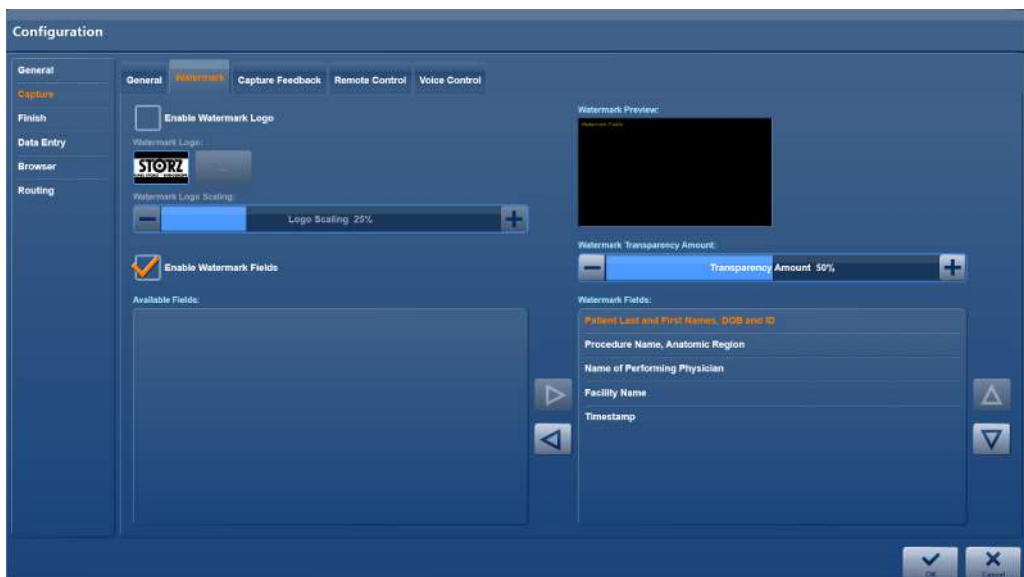 Configuration
General
Capture
Finish
Data Entry
Browser
Routing
General Watermark Capture Feedback Remote Control Voice Control
Enable Watermark Logo
Watermark Logo:
STORZ
...
Watermark Logo Scaling:
Logo Scaling 25%
Enable Watermark Fields
Available Fields:
Watermark Preview:
Watermark Fields
Watermark Transparency Amount:
Transparency Amount 50%
Watermark Fields:
Patient Last and First Names, DOB and ID
Procedure Name, Anatomic Region
Name of Performing Physician
Facility Name
Timestamp
OK
Cancel